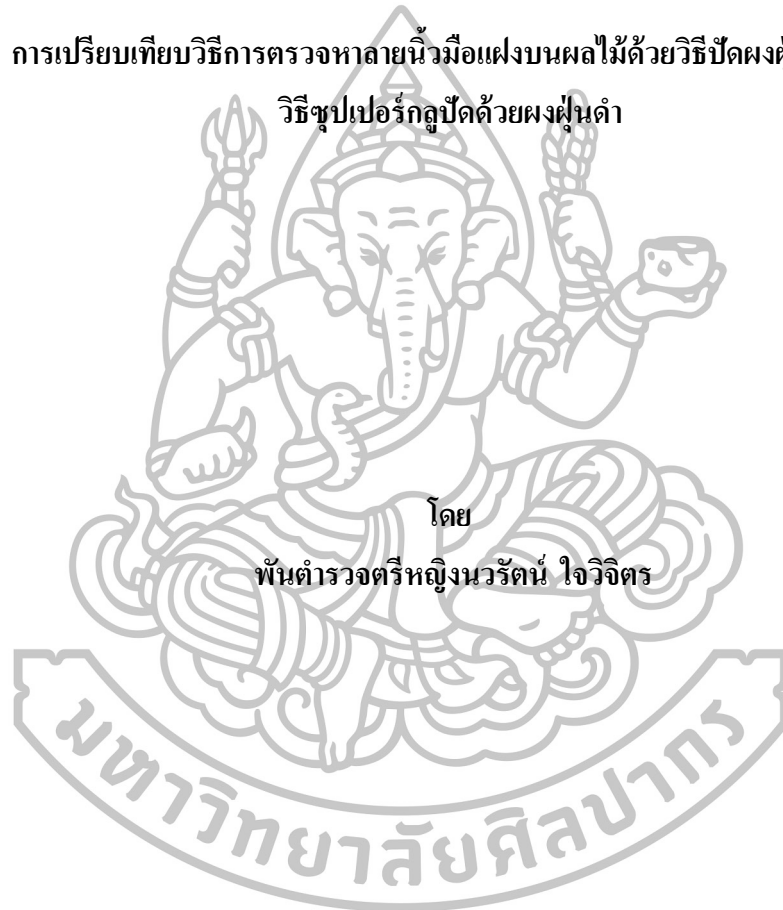 การเปรียบเทียบวิธีการตรวจหาลายนิ้วมือแฝงบนผลไม้ด้วยวิธีปัดผง
วิธีซุปเปอร์กลูปัดด้วยผงฝุ่นดำ
โดย
พันตำรวจตรีหญิงนวรัตน์ ใจวิจิตร
มหาวิทยาลัยศิลปากร